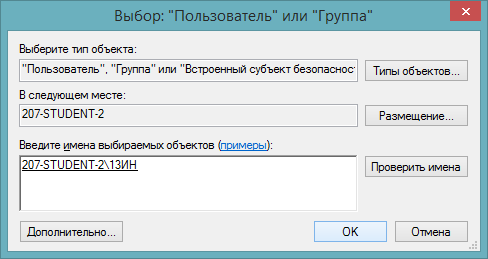 Выбор: "Пользователь" или "Группа"
Выберите тип объекта:
"Пользователь", "Группа" или "Встроенный субъект безопасност
Типы объектов...
В следующем месте:
207-STUDENT-2
Размещение...
Введите имена выбираемых объектов (примеры):
207-STUDENT-2\13ИН
Проверить имена
Дополнительно...
ОК
Отмена